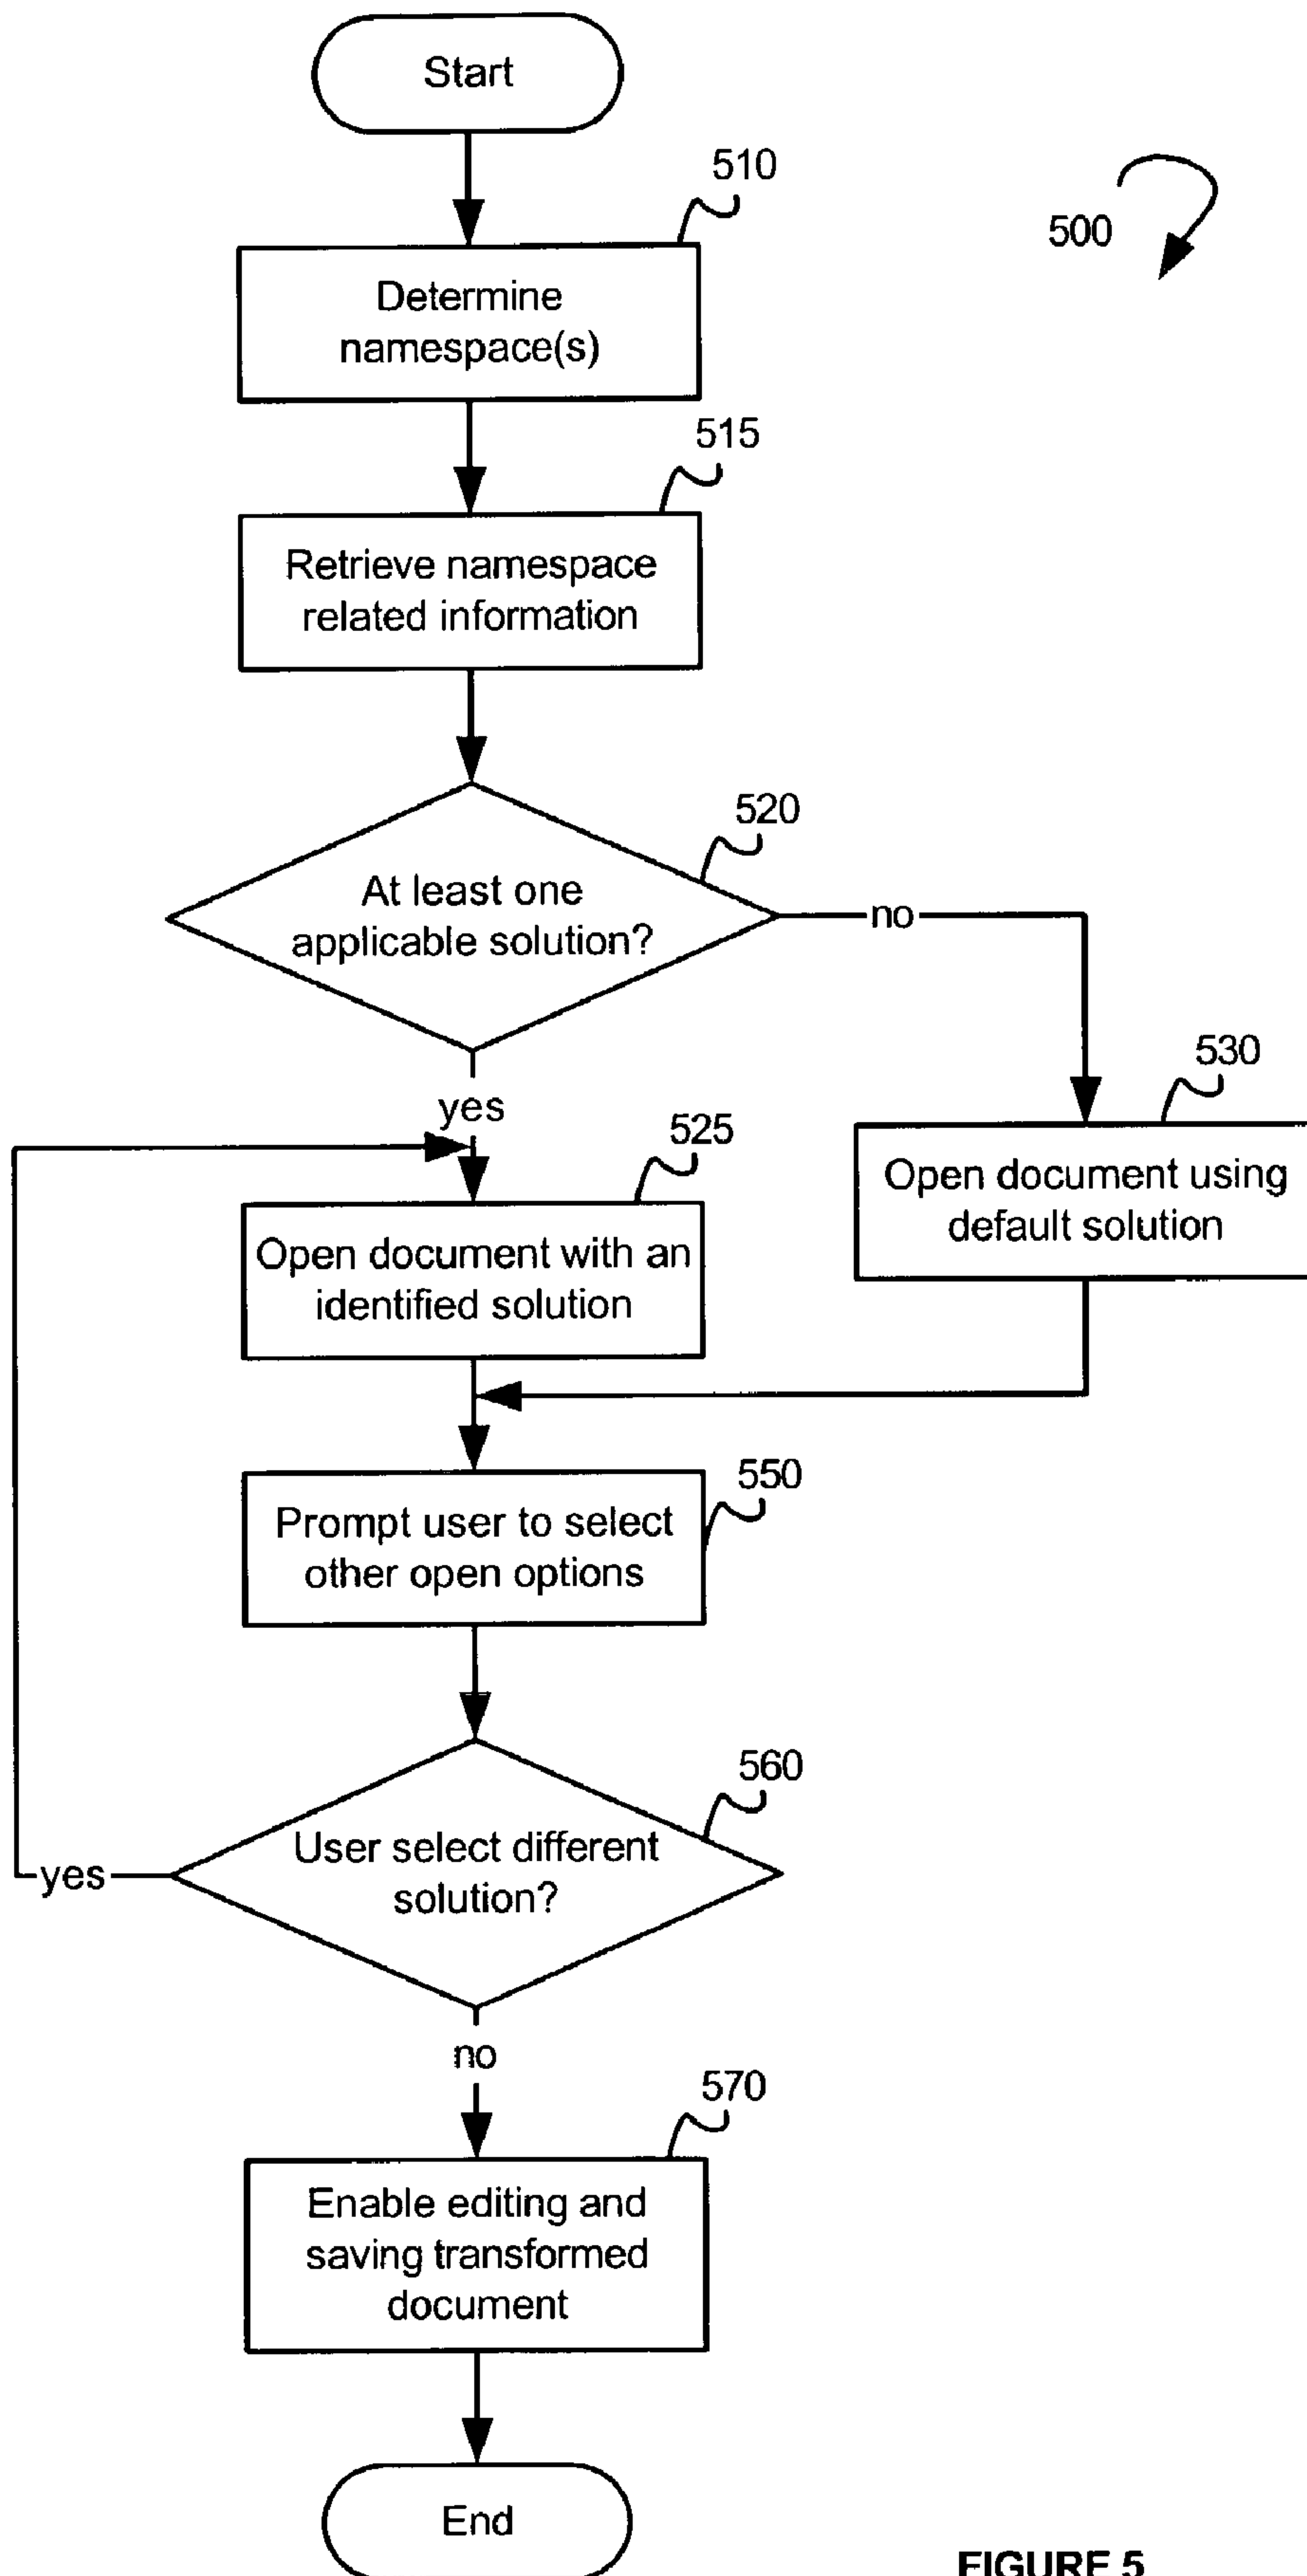 Start
510
500
Determine
namespace(s)
515
Retrieve namespace
related information
520
At least one
applicable solution?
no
yes
530
525
Open document using
default solution
Open document with an
identified solution
550
Prompt user to select
other open options
560
User select different
solution?
yes
no
570
Enable editing and
saving transformed
document
End
FIGURE 5